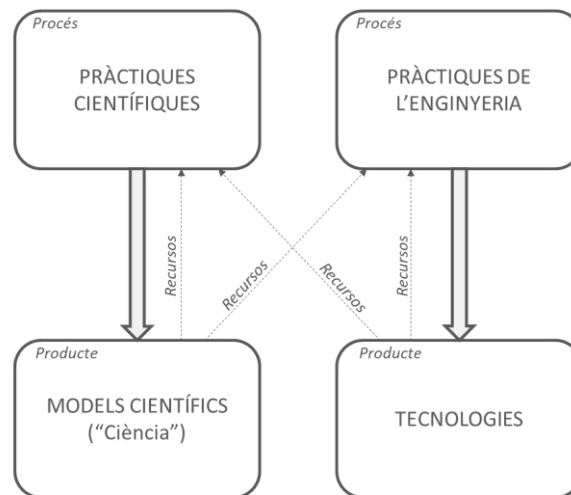 Procés
PRÀCTIQUES
CIENTÍFIQUES
Procés
PRÀCTIQUES DE
L’ENGINYERIA
Recursos
Recursos
Recursos
Recursos
Producte
MODELS CIENTÍFICS
(“Ciència”)
Producte
TECNOLOGIES